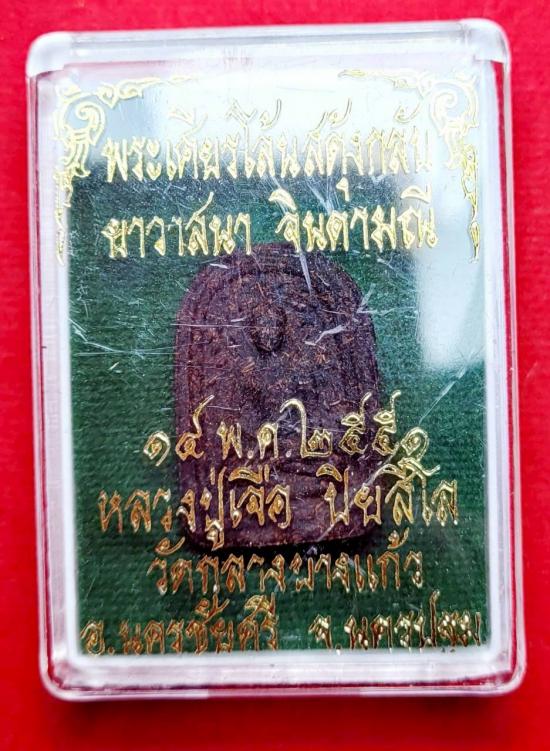 พระเศียรโล้นสดุ้งกลับ
ยาวาสนา จินดามณี
๑๔ พ.ศ.๒๕๕๑
หลวงปู่เจือ ปิยสีโล
วัดกลางบางแก้ว
อ.นครชัยศรี จ.นครปฐม